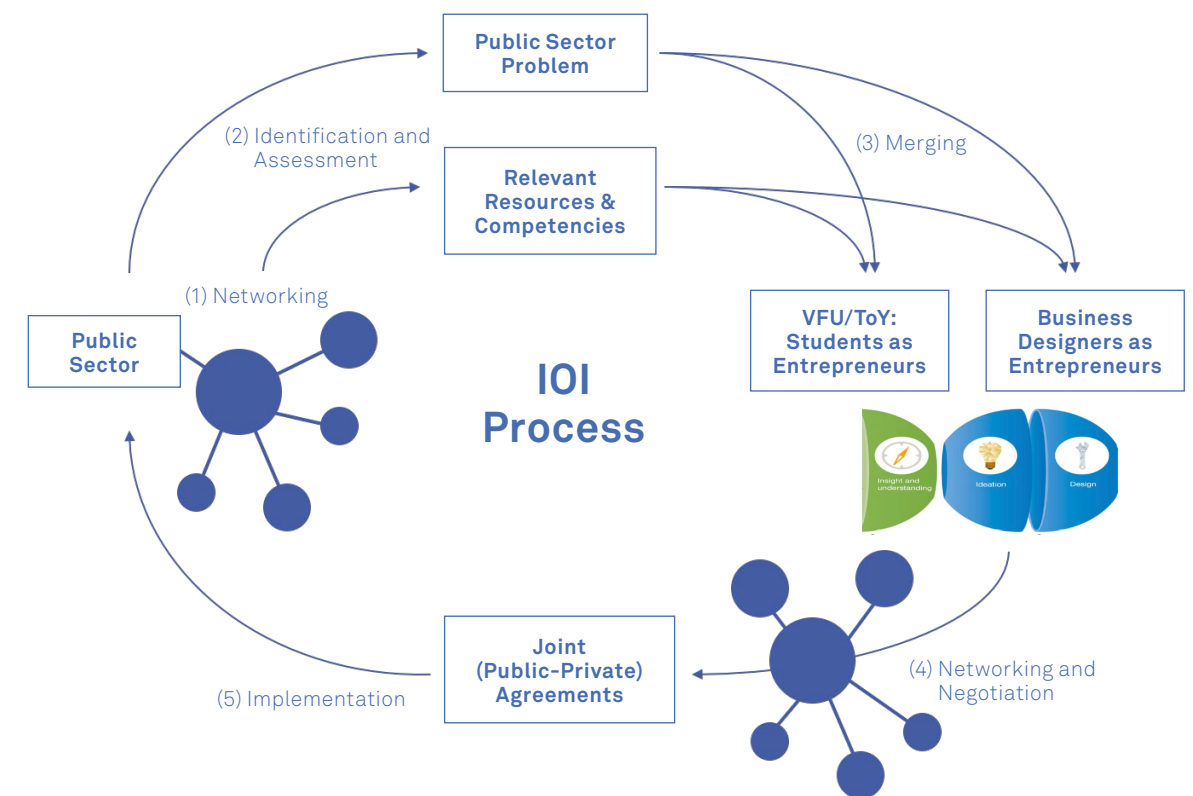 Public Sector
Problem
(2) Identification and
Assessment
(3) Merging
Relevant
Resources &
Competencies
(1) Networking
Public
Sector
IOI
Process
VFU/ToY:
Students as
Entrepreneurs
Business
Designers as
Entrepreneurs
Insight and
understanding
Ideation
Design
Joint
(Public-Private)
Agreements
(4) Networking and
Negotiation
(5) Implementation